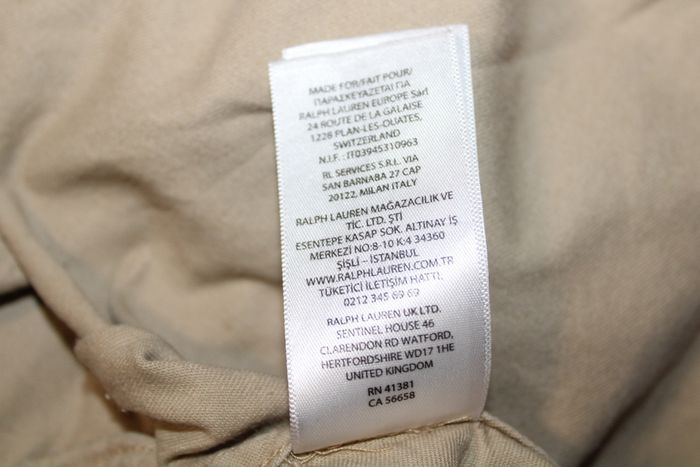 MADE FOR/FAIT POUR/
ΠΑΡΑΣΚΕΥΑΖΕΤΑΙ ΓΙΑ
RALPH LAUREN EUROPE Sàrl
24 ROUTE DE LA GALAISE
1228 PLAN-LES-OUATES,
SWITZERLAND
N.I.F. :IT03945310963
RL SERVICES S.R.L. VIA
SAN BARNABA 27 CAP
20122, MILAN ITALY
RALPH LAUREN MAĞAZACILIK VE
TİC. LTD. ŞTİ
ESENTEPE KASAP SOK. ALTINAY İŞ
MERKEZİ NO:8-10 K:4 34360
ŞİŞLİ – İSTANBUL
WWW.RALPHLAUREN.COM.TR
TÜKETİCİ İLETİŞİM HATTI;
0212 345 69 69
RALPH LAUREN UK LTD.
SENTINEL HOUSE 46
CLARENDON RD WATFORD,
HERTFORDSHIRE WD17 1HE
UNITED KINGDOM
RN 41381
CA 56658